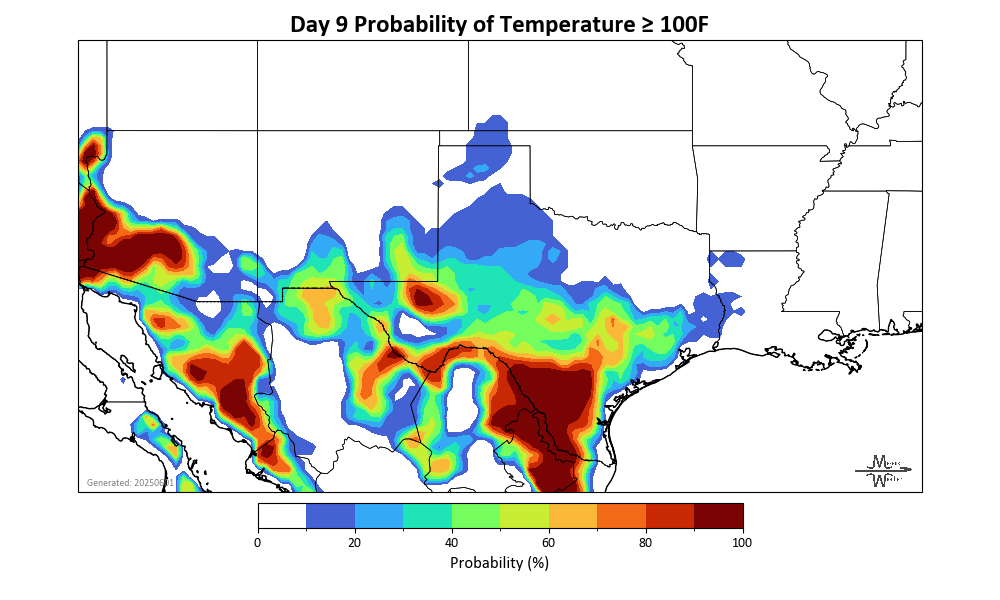 Day 9 Probability of Temperature ≥ 100F
Generated: 20250601
0 20 40 60 80 100
Probability (%)